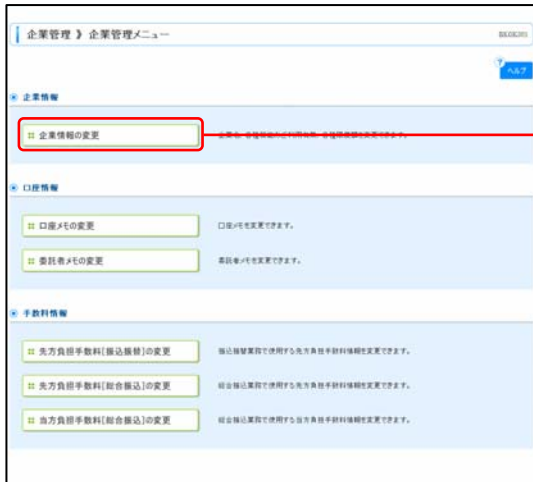 企業管理 》 企業管理メニュー
ヘルプ
企業情報
企業情報の変更
口座情報
口座メモの変更 口座メモを変更できます。
委託者メモの変更 委託者メモを変更できます。
手数料情報
先方負担手数料[振込振替]の変更 振込振替業務で使用する先方負担手数料情報を変更できます。
先方負担手数料[総合振込]の変更 総合振込業務で使用する先方負担手数料情報を変更できます。
当方負担手数料[総合振込]の変更 総合振込業務で使用する当方負担手数料情報を変更できます。